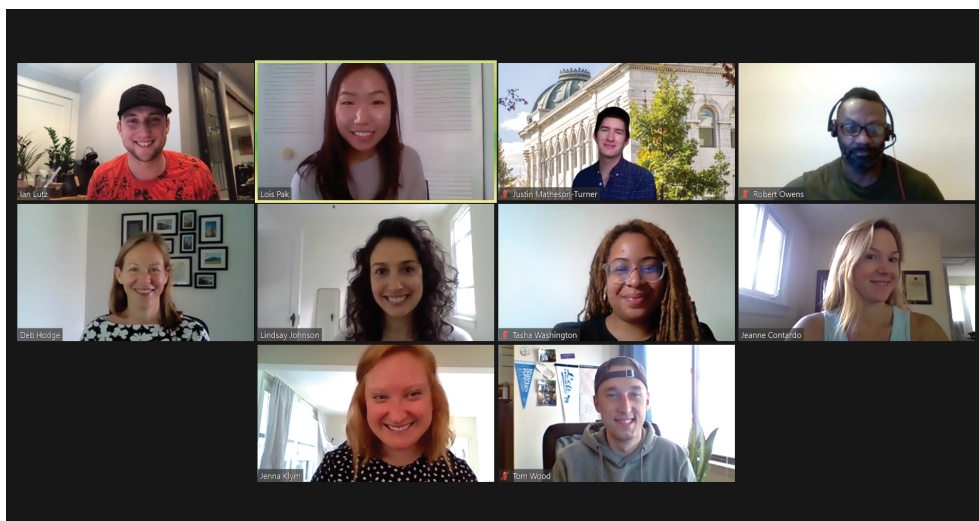 Ian Lutz
Lois Pak
Justin Matheson-Turner
Robert Owens
Deb Hodge
Lindsay Johnson
Tasha Washington
Jeanne Contardo
Jenna Klym
Tom Wood